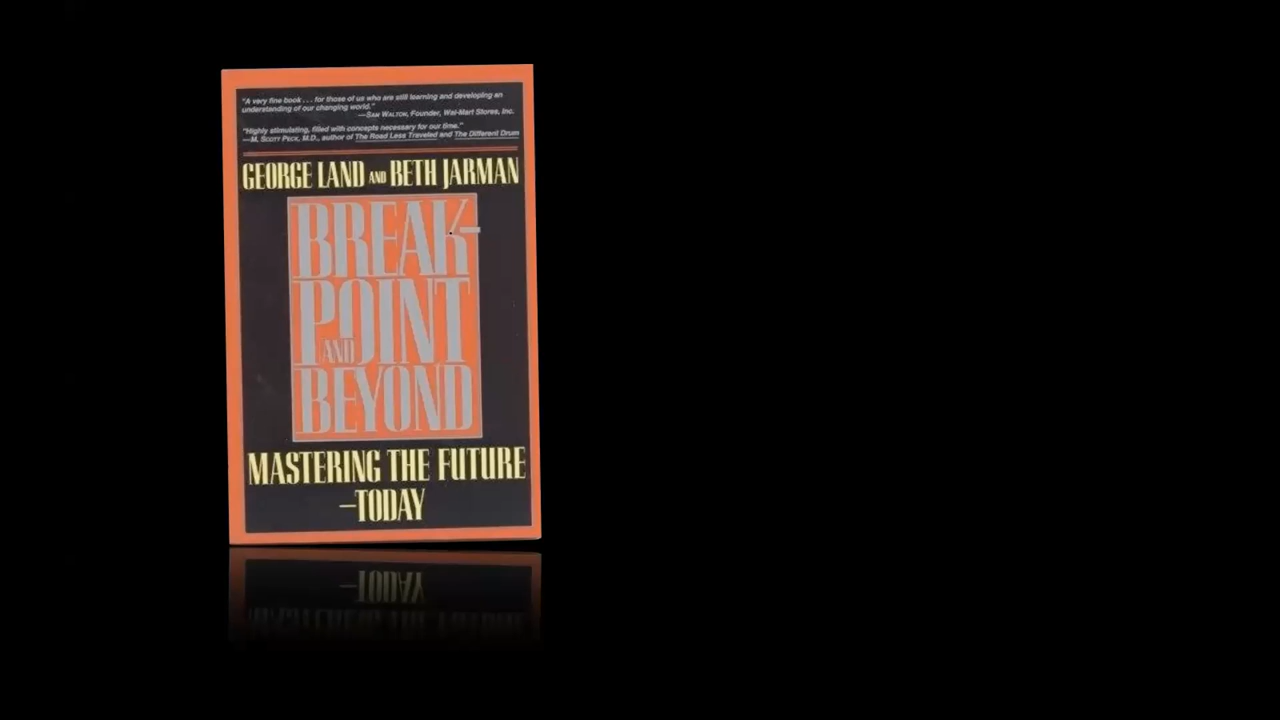 "A very fine book . . . for those of us who are still learning and developing an
understanding of our changing world."
—SAM WALTON, Founder, Wal-Mart Stores, Inc.
"Highly stimulating, filled with concepts necessary for our time."
—M. SCOTT PECK, M.D., author of The Road Less Traveled and The Different Drum
GEORGE LAND AND BETH JARMAN
BREAK-
POINT
AND
BEYOND
MASTERING THE FUTURE
—TODAY